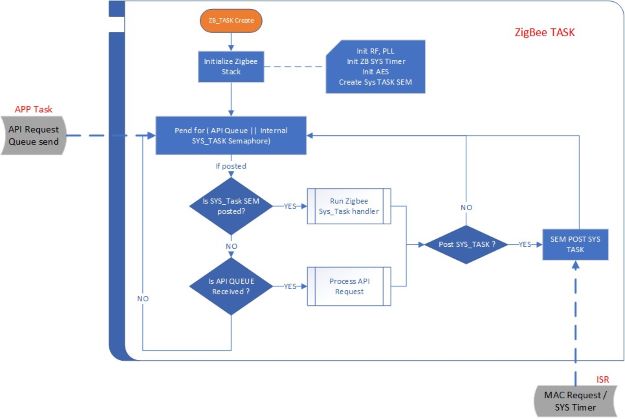 ZB_TASK Create
ZigBee TASK
Initialize Zigbee
Stack
Init RF, PLL
Init ZB SYS Timer
Init AES
Create Sys TASK SEM
APP Task
API Request
Queue send
Pend for ( API Queue || Internal
SYS_TASK Semaphore)
If posted
Is SYS_Task SEM
posted?
YES
Run Zigbee
Sys_Task handler
NO
Post SYS_TASK ?
YES
SEM POST SYS
TASK
NO
Is API QUEUE
Received ?
YES
Process API
Request
NO
ISR
MAC Request /
SYS Timer